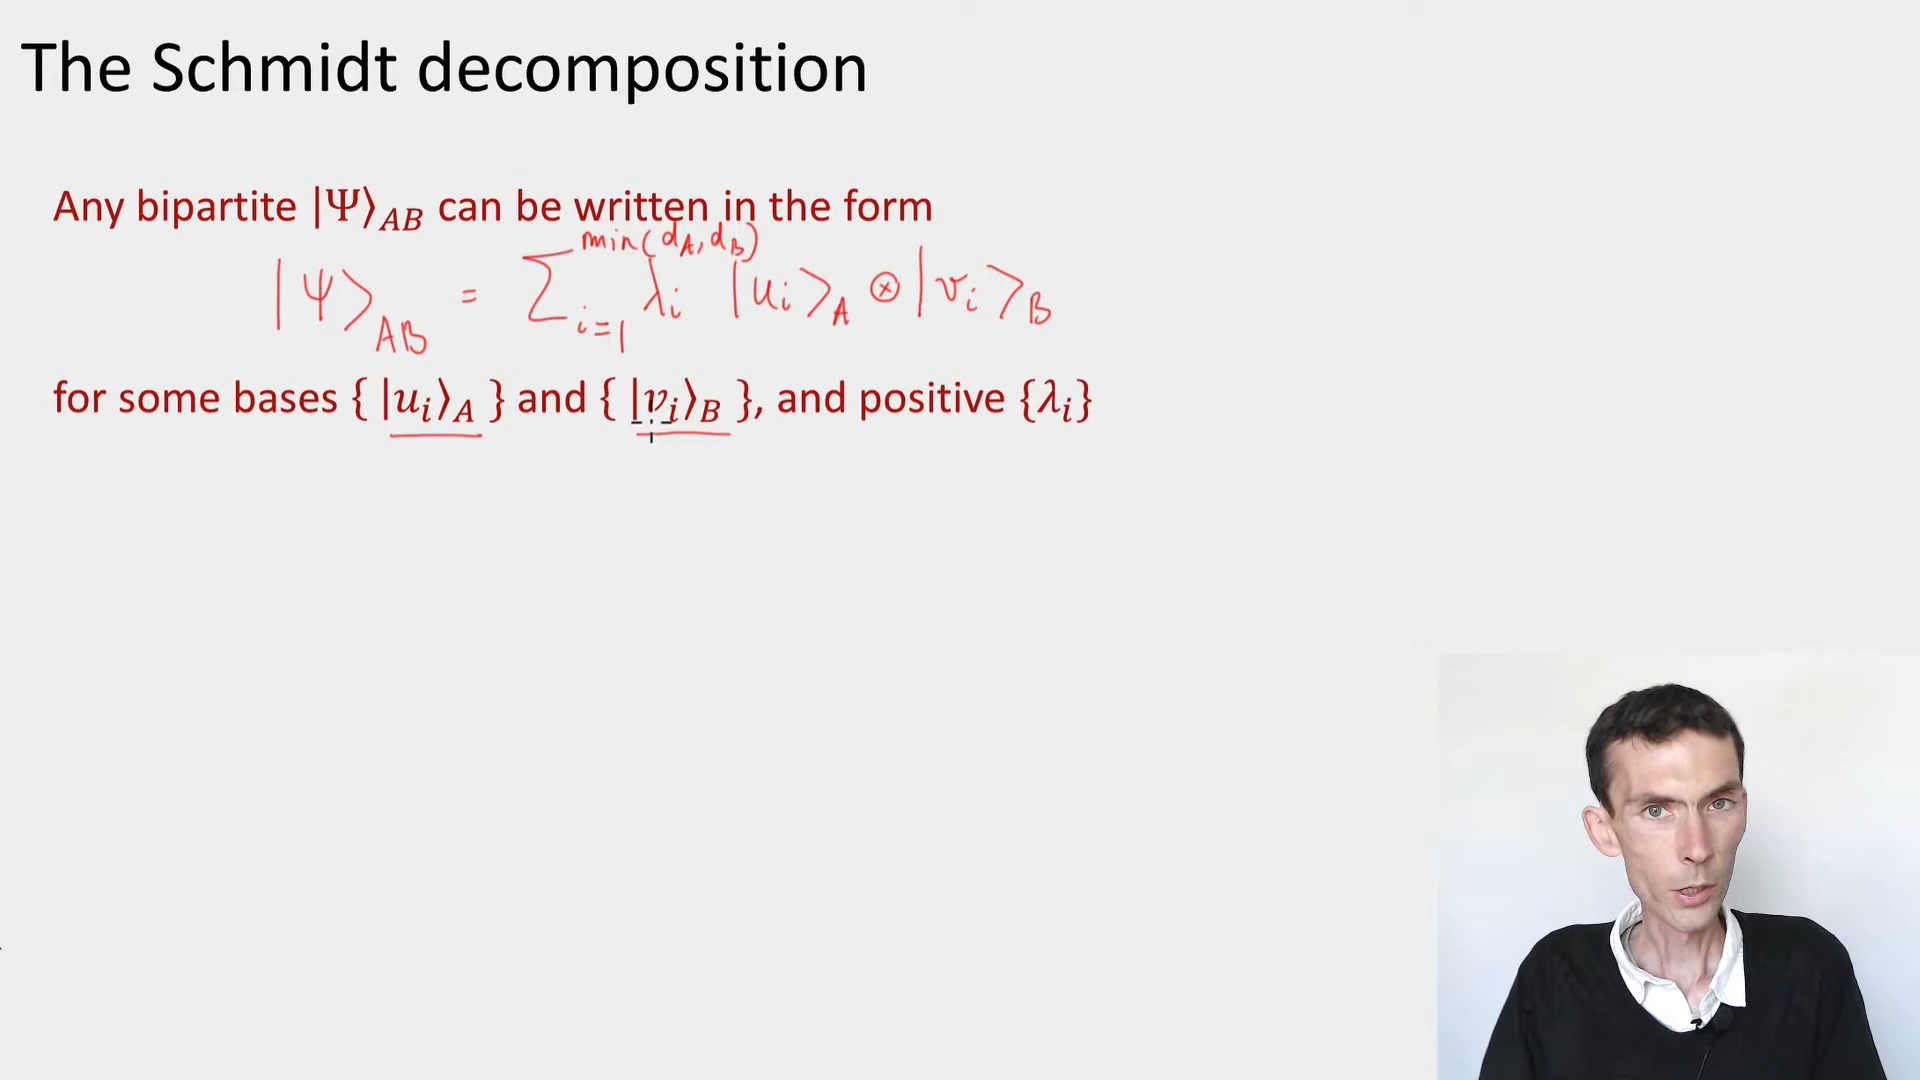 The Schmidt decomposition
Any bipartite |Ψ⟩_AB can be written in the form
|Ψ⟩_AB = Σ_{i=1}^{min(d_A, d_B)} λ_i |u_i⟩_A ⊗ |v_i⟩_B
for some bases { |u_i⟩_A } and { |v_i⟩_B }, and positive {λ_i}